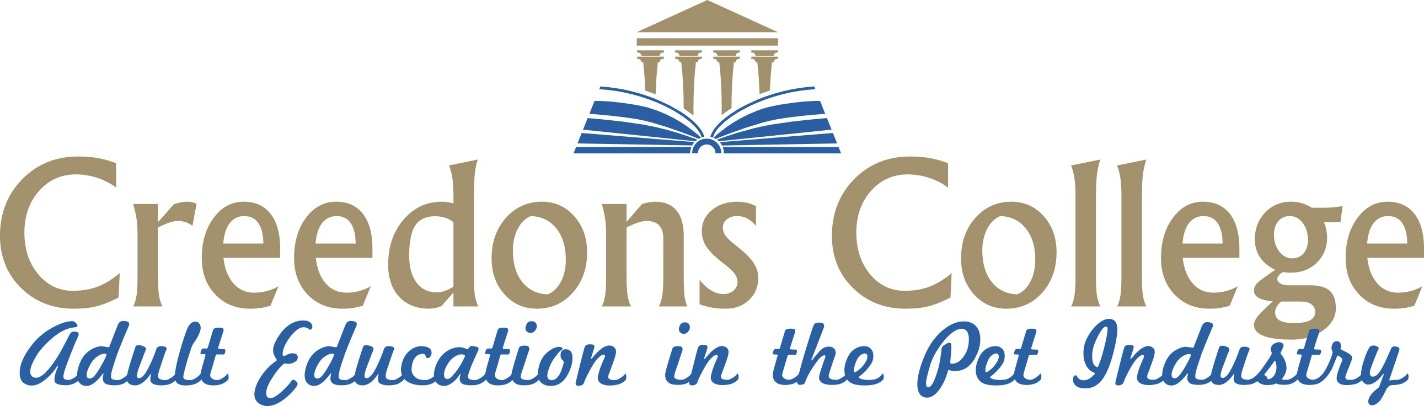 Creedons College
Adult Education in the Pet Industry